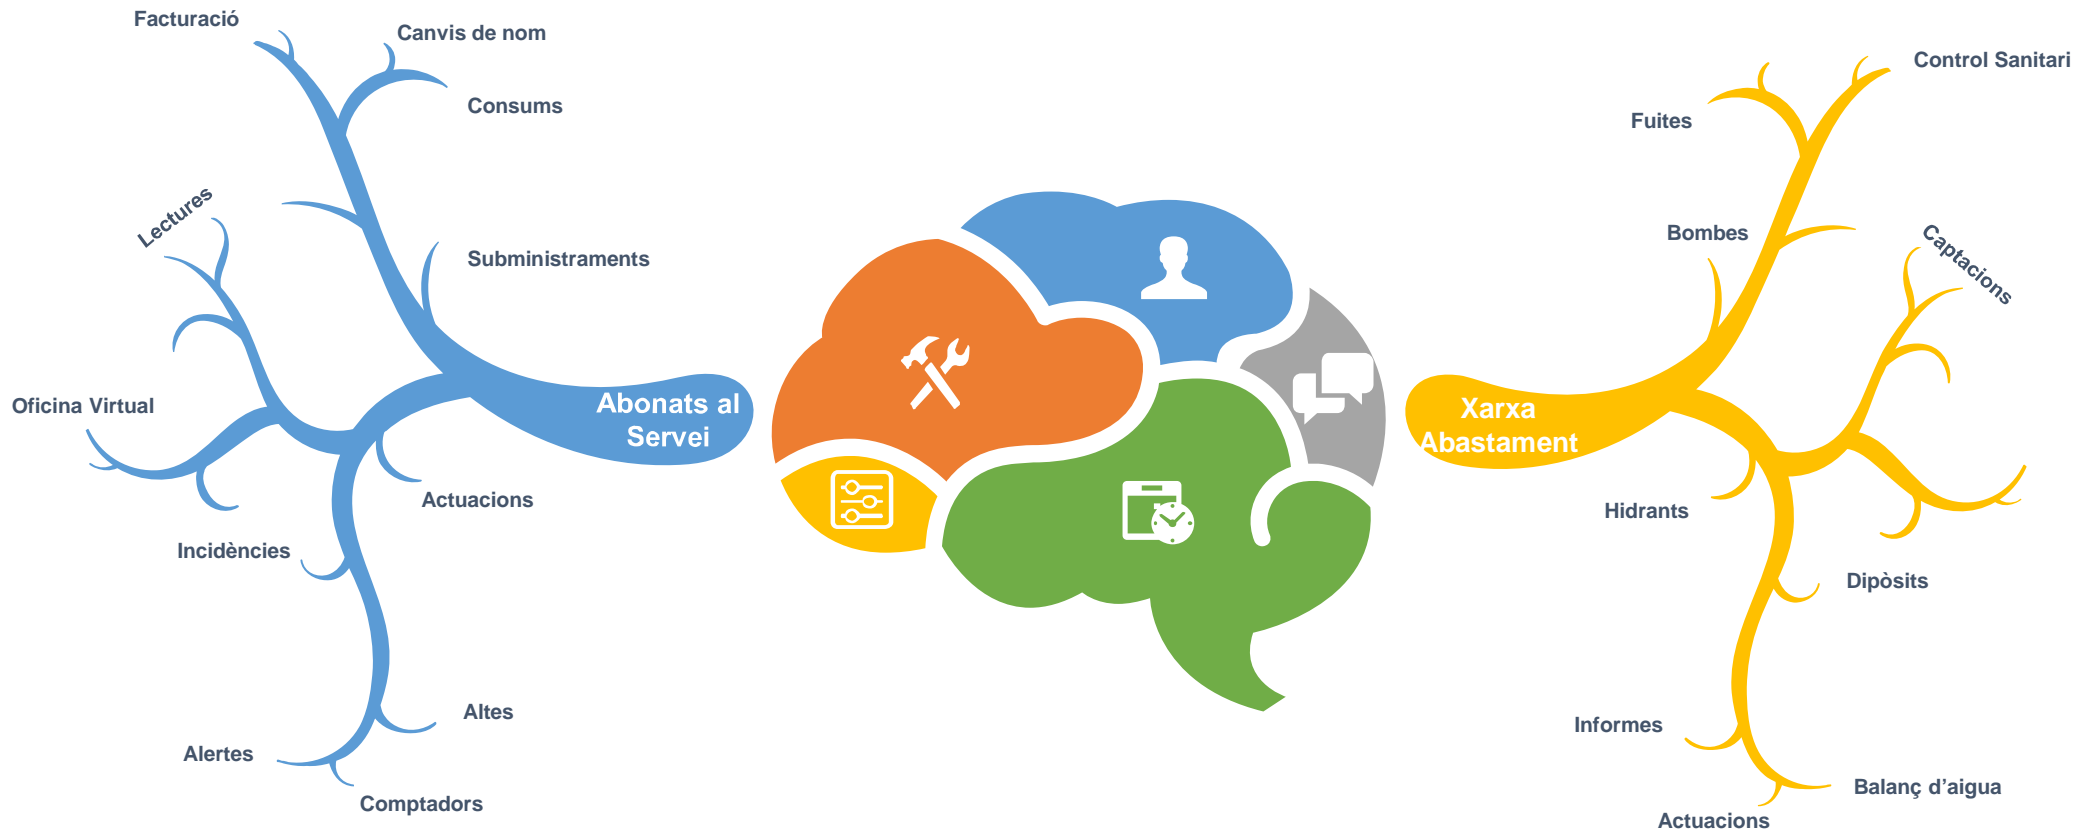 Facturació
Canvis de nom
Consums
Lectures
Subministraments
Oficina Virtual
Abonats al
Servei
Actuacions
Incidències
Altes
Alertes
Comptadors
Control Sanitari
Fuites
Bombes
Captacions
Xarxa
Abastament
Hidrants
Dipòsits
Informes
Balanç d’aigua
Actuacions